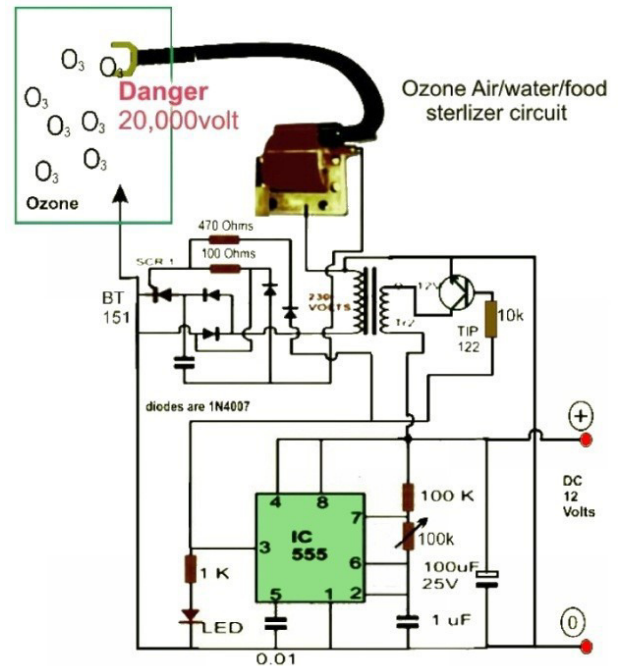 O3
O3
O3
O3
O3
O3
O3
Danger
20,000volt
Ozone
Ozone Air/water/food
sterlizer circuit
470 Ohms
100 Ohms
SCR 1
BT
151
230
VOLTS
12V
Tr2
TIP
122
10k
diodes are 1N4007
+
DC
12
Volts
0
4
8
IC
555
7
6
2
3
5
1
100 K
100k
100uF
25V
1 uF
1 K
LED
0.01